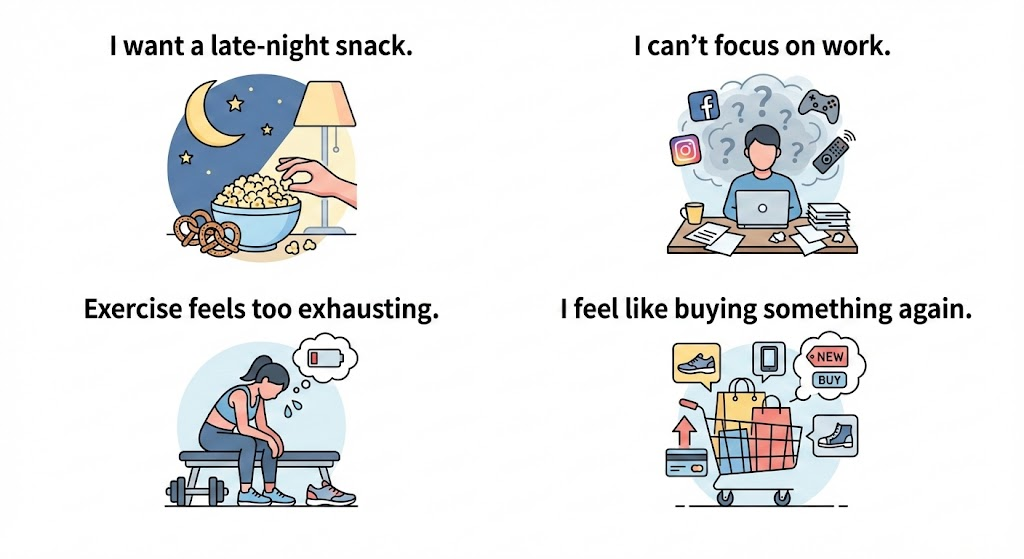 I want a late-night snack.
I can’t focus on work.
Exercise feels too exhausting.
I feel like buying something again.
NEW
BUY